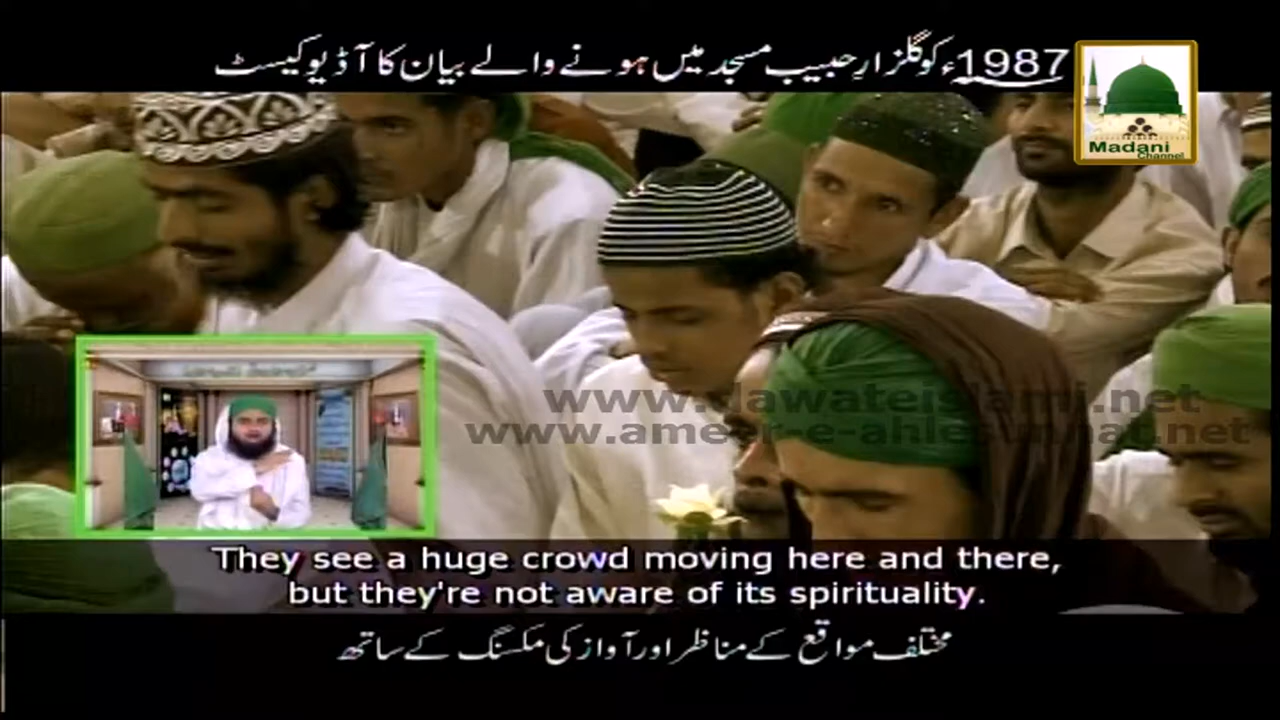 1987ء کو گلزارِ حبیب مسجد میں ہونے والے بیان کا آڈیو کیسٹ
Madani
Channel
www.dawateislami.net
www.ameer-e-ahlesunnat.net
They see a huge crowd moving here and there,
but they're not aware of its spirituality.
مختلف مواقع کے مناظر اور آواز کی مکسنگ کے ساتھ